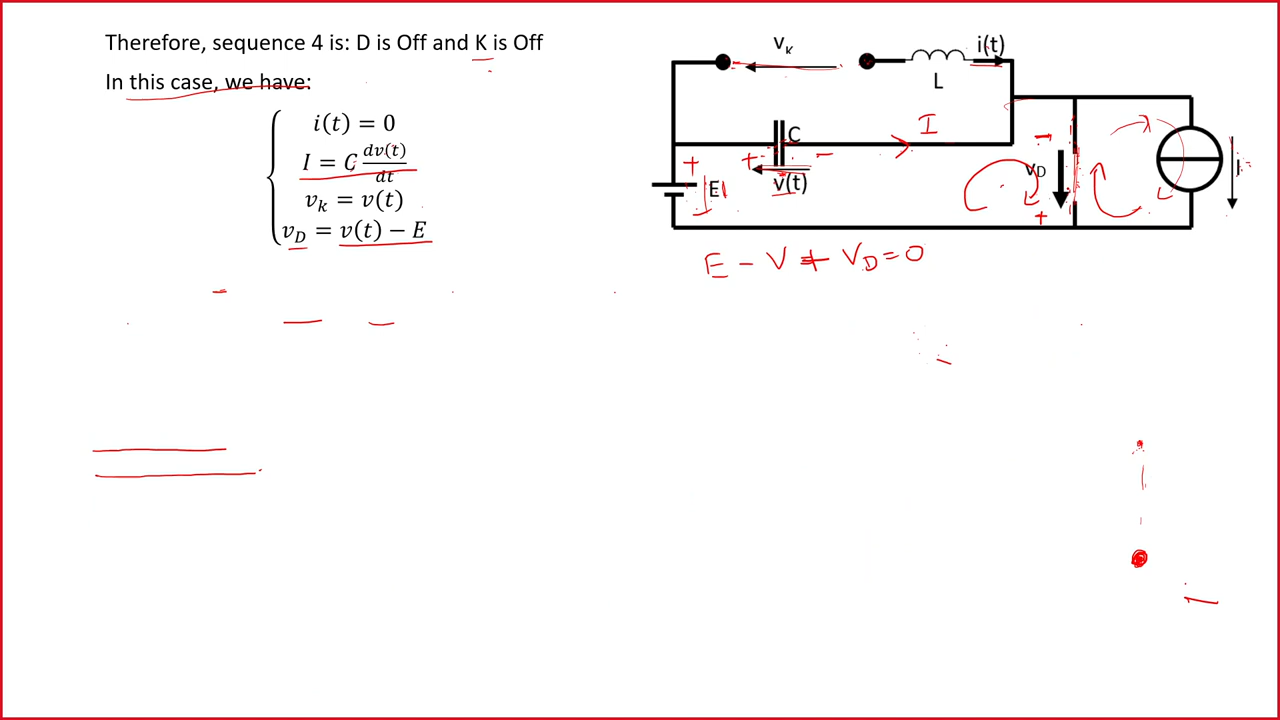 Therefore, sequence 4 is: D is Off and K is Off
In this case, we have:
i(t) = 0
I = C dv(t)/dt
v_k = v(t)
v_D = v(t) − E
v_K
i(t)
L
C
I
+
+ −
−
E
v(t)
v_D
I
+
E − V + V_D = 0